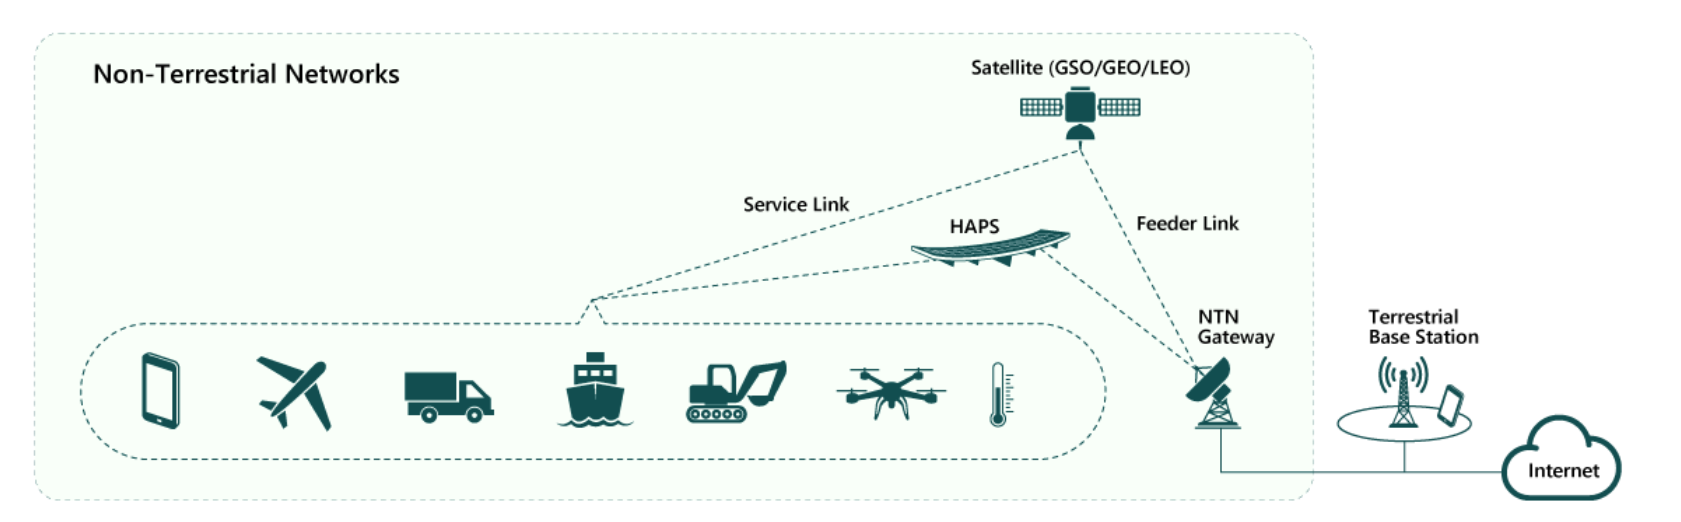 Non-Terrestrial Networks
Satellite (GSO/GEO/LEO)
Service Link
HAPS
Feeder Link
NTN
Gateway
Terrestrial
Base Station
Internet